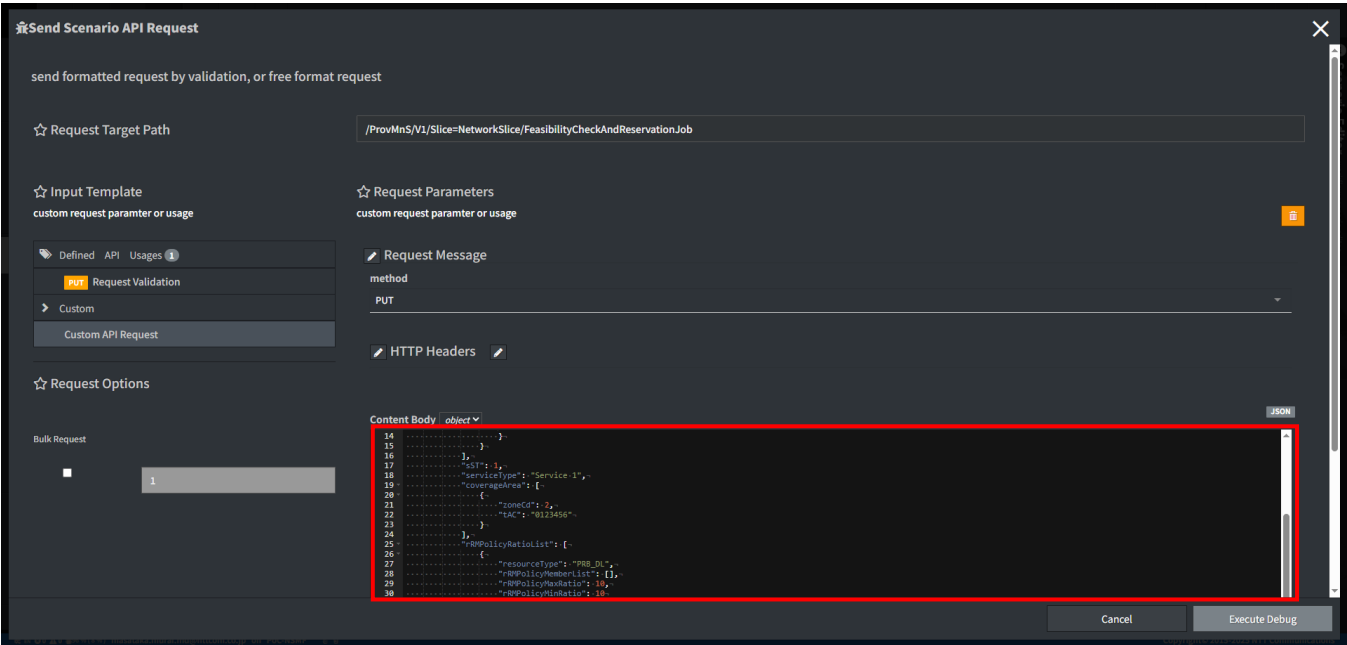 Send Scenario API Request
send formatted request by validation, or free format request
Request Target Path
/ProvMnS/V1/Slice=NetworkSlice/FeasibilityCheckAndReservationJob
Input Template
custom request paramter or usage
Defined API Usages 1
PUT Request Validation
Custom
Custom API Request
Request Options
Bulk Request
1
Request Parameters
custom request paramter or usage
Request Message
method
PUT
HTTP Headers
Content Body object
JSON
14 }
15 }
16 ],
17 "sST": 1,
18 "serviceType": "Service 1",
19 "coverageArea": [
20 {
21 "zoneCd": 2,
22 "tAC": "0123456"
23 }
24 ],
25 "rRMPolicyRatioList": [
26 {
27 "resourceType": "PRB_DL",
28 "rRMPolicyMemberList": [],
29 "rRMPolicyMaxRatio": 10,
30 "rRMPolicyMinRatio": 10
Cancel
Execute Debug